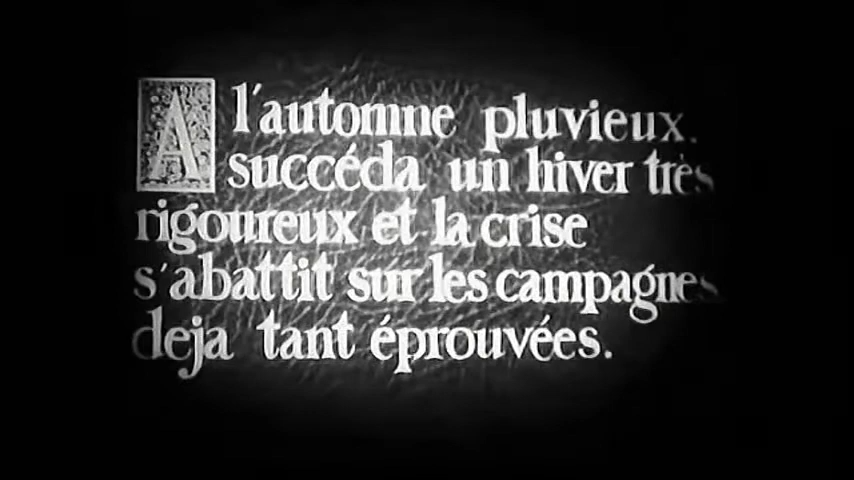 A l'automne pluvieux,
succéda un hiver très
rigoureux et la crise
s'abattit sur les campagnes
deja tant éprouvées.